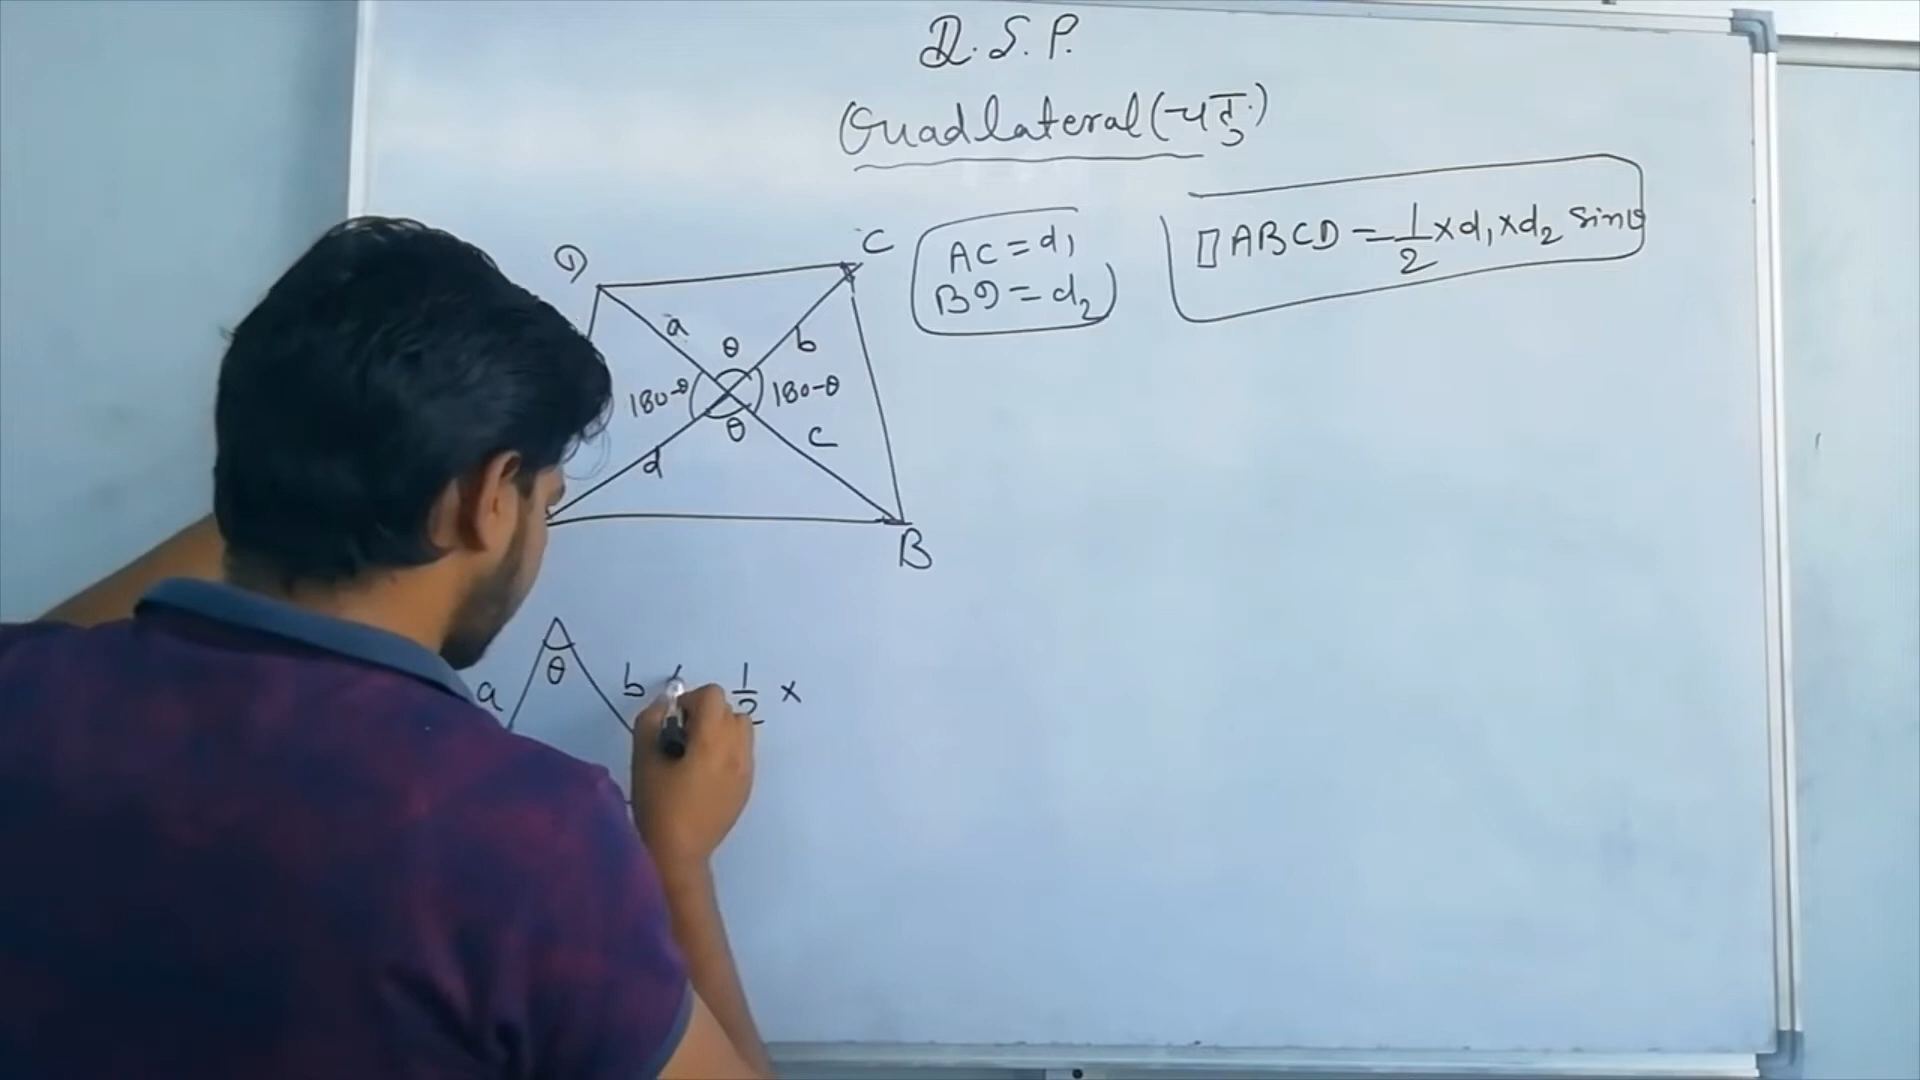 D.S.P.
Quadlateral (चतु.)
D
C
AC = d₁
BD = d₂
□ABCD = 1/2 × d₁ × d₂ sinθ
a
θ
b
180-θ
180-θ
θ
c
d
B
θ
a
b
1/2 ×